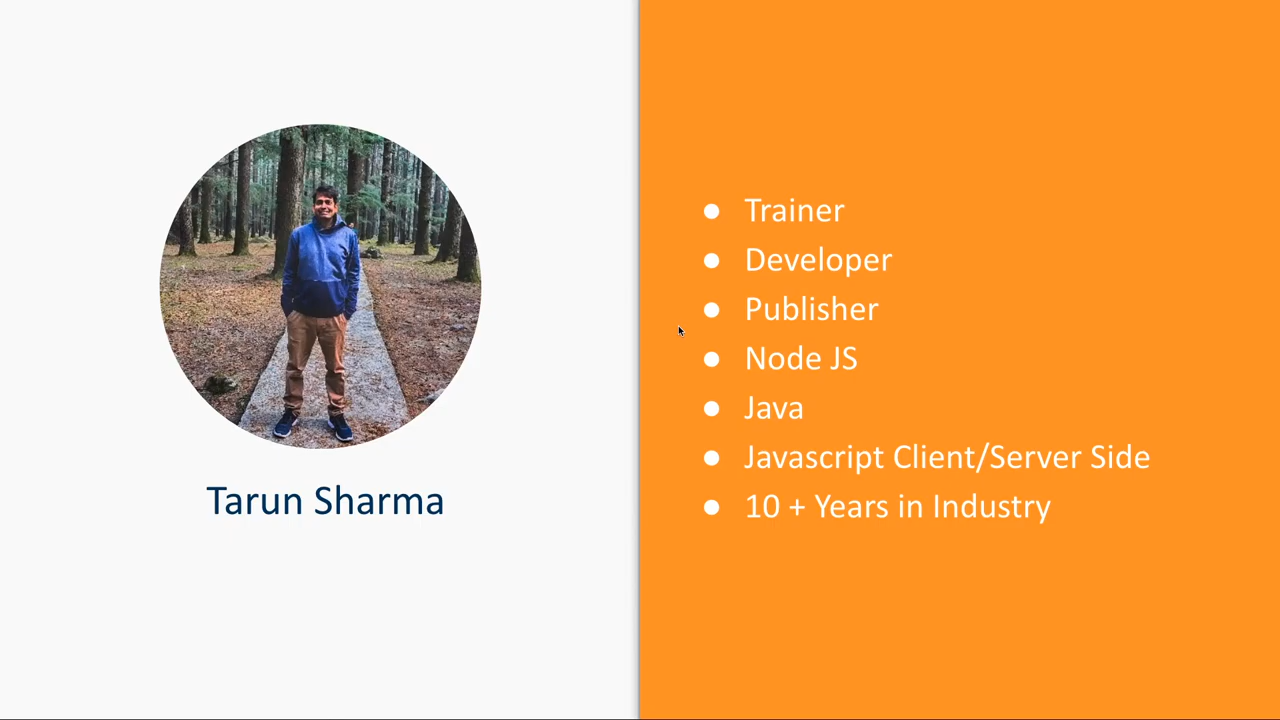 Tarun Sharma
Trainer
Developer
Publisher
Node JS
Java
Javascript Client/Server Side
10 + Years in Industry